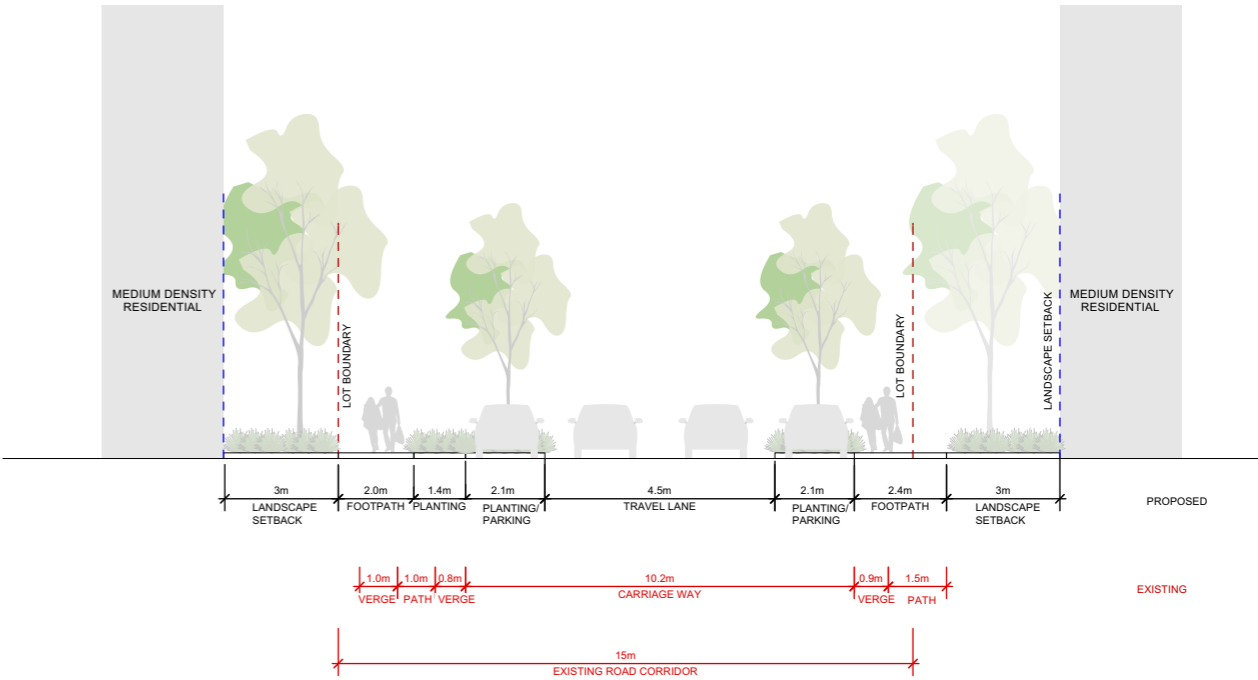 MEDIUM DENSITY
RESIDENTIAL
LOT BOUNDARY
LOT BOUNDARY
LANDSCAPE SETBACK
MEDIUM DENSITY
RESIDENTIAL
3m
2.0m
1.4m
2.1m
4.5m
2.1m
2.4m
3m
LANDSCAPE
SETBACK
FOOTPATH
PLANTING
PLANTING/
PARKING
TRAVEL LANE
PLANTING/
PARKING
FOOTPATH
LANDSCAPE
SETBACK
PROPOSED
1.0m
1.0m
0.8m
10.2m
0.9m
1.5m
VERGE
PATH
VERGE
CARRIAGE WAY
VERGE
PATH
EXISTING
15m
EXISTING ROAD CORRIDOR